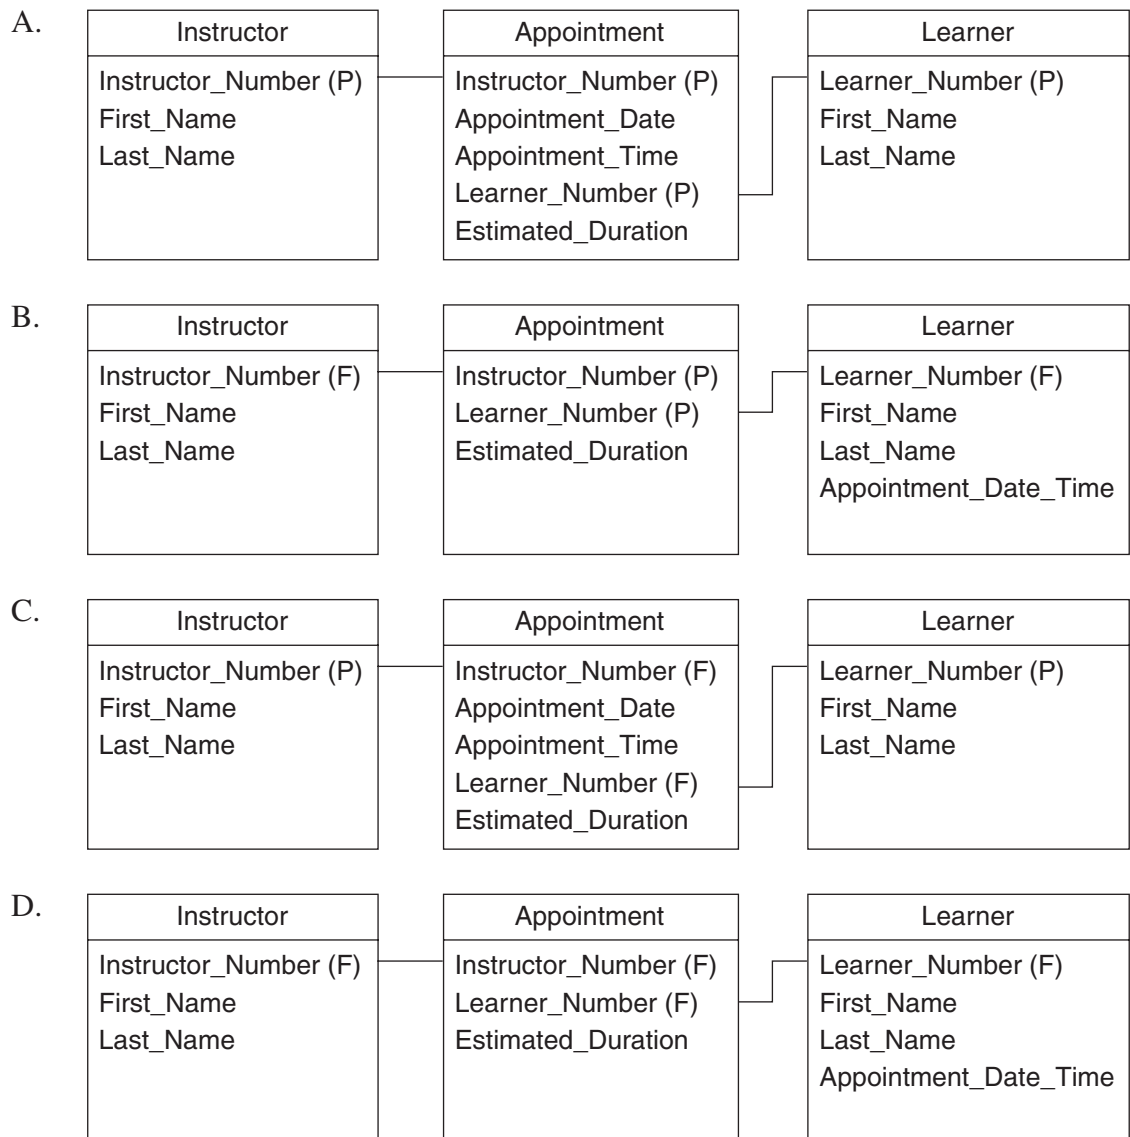 A.
Instructor Appointment Learner
Instructor_Number (P) Instructor_Number (P) Learner_Number (P)
First_Name Appointment_Date First_Name
Last_Name Appointment_Time Last_Name
Learner_Number (P)
Estimated_Duration
B.
Instructor Appointment Learner
Instructor_Number (F) Instructor_Number (P) Learner_Number (F)
First_Name Learner_Number (P) First_Name
Last_Name Estimated_Duration Last_Name
Appointment_Date_Time
C.
Instructor Appointment Learner
Instructor_Number (P) Instructor_Number (F) Learner_Number (P)
First_Name Appointment_Date First_Name
Last_Name Appointment_Time Last_Name
Learner_Number (F)
Estimated_Duration
D.
Instructor Appointment Learner
Instructor_Number (F) Instructor_Number (F) Learner_Number (F)
First_Name Learner_Number (F) First_Name
Last_Name Estimated_Duration Last_Name
Appointment_Date_Time